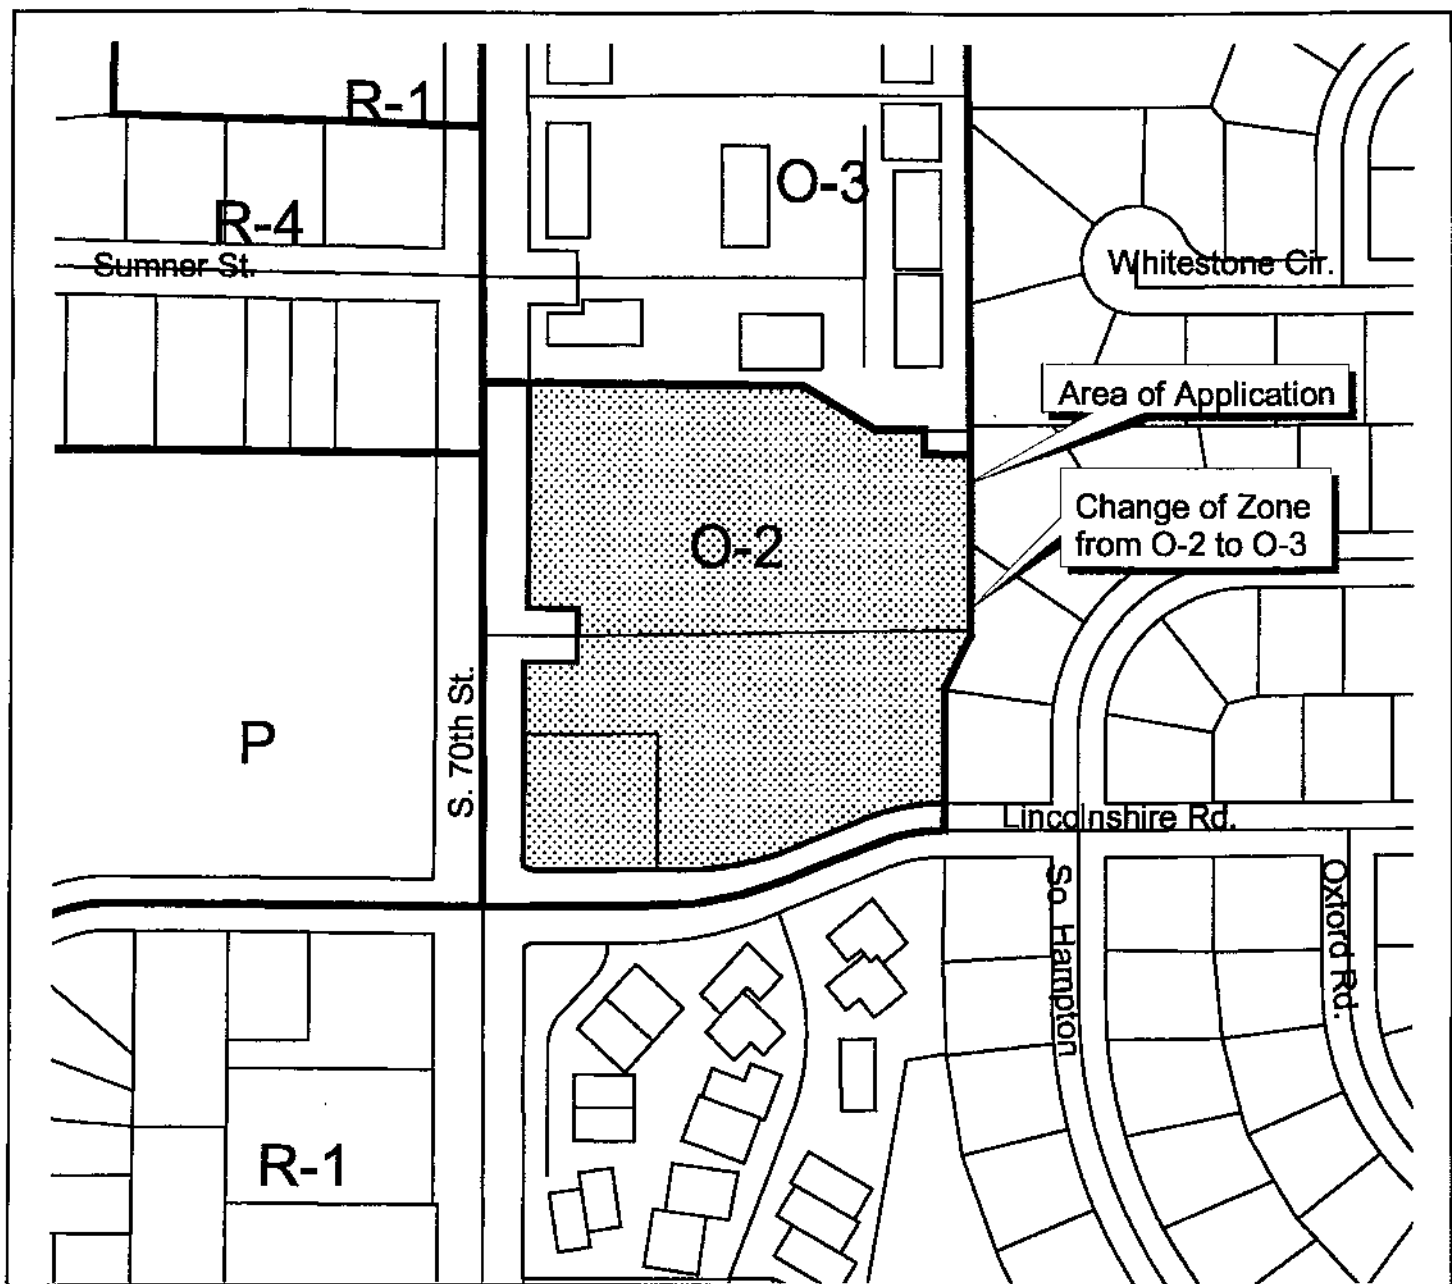 R-1
O-3
R-4
Sumner St.
Whitestone Cir.
Area of Application
Change of Zone
from O-2 to O-3
O-2
S. 70th St.
P
Lincolnshire Rd.
So. Hampton
Oxford Rd.
R-1